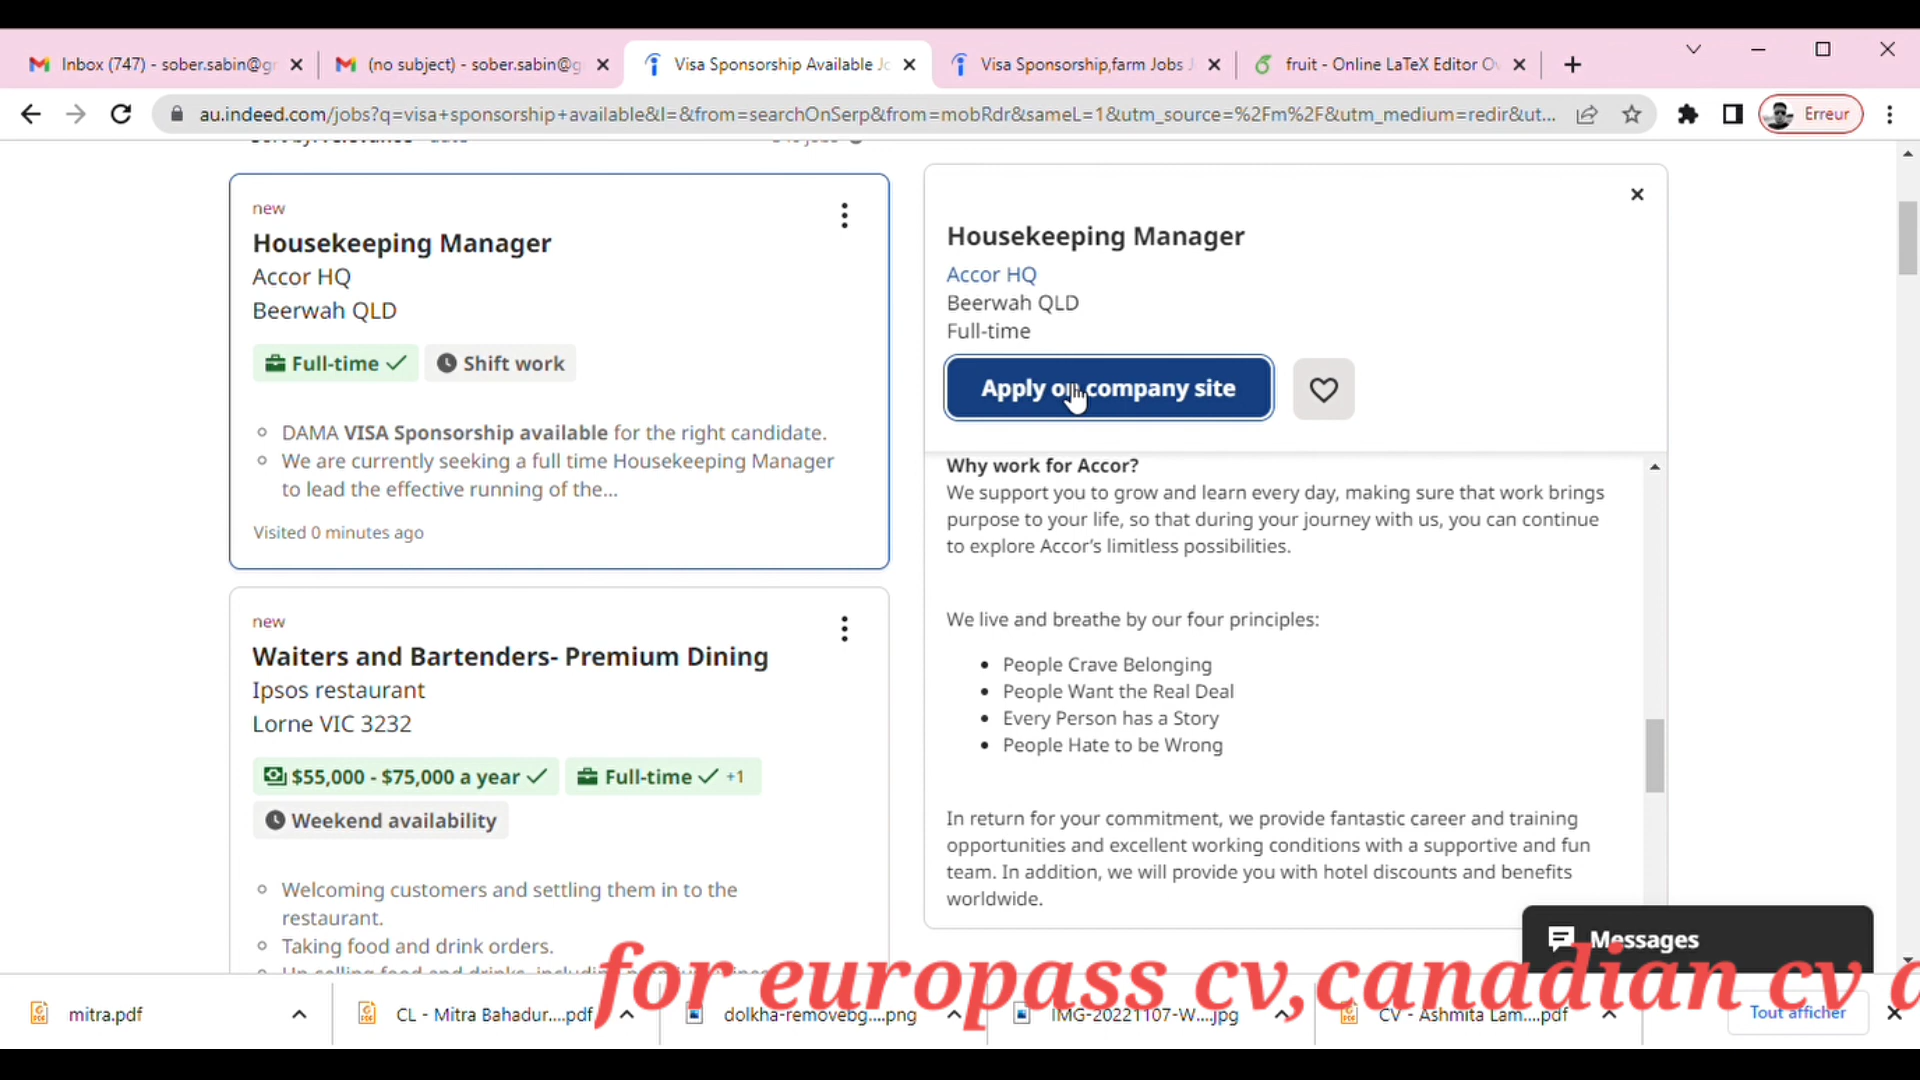 Inbox (747) - sober.sabin@gr
(no subject) - sober.sabin@g
Visa Sponsorship Available Jo
Visa Sponsorship,farm Jobs J
fruit - Online LaTeX Editor Ov
au.indeed.com/jobs?q=visa+sponsorship+available&l=&from=searchOnSerp&from=mobRdr&sameL=1&utm_source=%2Fm%2F&utm_medium=redir&ut...
Erreur
new
Housekeeping Manager
Accor HQ
Beerwah QLD
Full-time
Shift work
DAMA VISA Sponsorship available for the right candidate.
We are currently seeking a full time Housekeeping Manager
to lead the effective running of the...
Visited 0 minutes ago
new
Waiters and Bartenders- Premium Dining
Ipsos restaurant
Lorne VIC 3232
$55,000 - $75,000 a year
Full-time +1
Weekend availability
Welcoming customers and settling them in to the
restaurant.
Taking food and drink orders.
Housekeeping Manager
Accor HQ
Beerwah QLD
Full-time
Apply on company site
Why work for Accor?
We support you to grow and learn every day, making sure that work brings
purpose to your life, so that during your journey with us, you can continue
to explore Accor's limitless possibilities.
We live and breathe by our four principles:
People Crave Belonging
People Want the Real Deal
Every Person has a Story
People Hate to be Wrong
In return for your commitment, we provide fantastic career and training
opportunities and excellent working conditions with a supportive and fun
team. In addition, we will provide you with hotel discounts and benefits
worldwide.
Messages
for europass cv,canadian cv a
mitra.pdf
CL - Mitra Bahadur....pdf
dolkha-removebg....png
IMG-20221107-W....jpg
CV - Ashmita Lam....pdf
Tout afficher